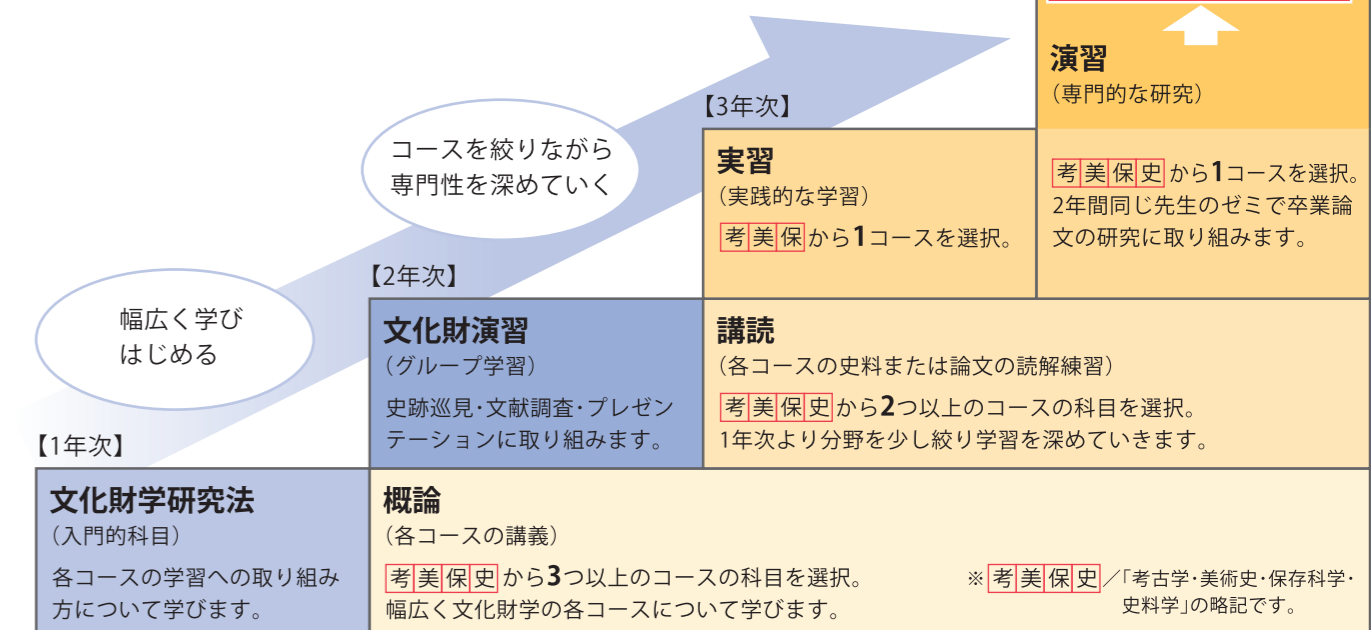 演習
（専門的な研究）
【3年次】
コースを絞りながら
専門性を深めていく
実習
（実践的な学習）
考美保から1コースを選択。
考美保史から1コースを選択。
2年間同じ先生のゼミで卒業論
文の研究に取り組みます。
【2年次】
幅広く学び
はじめる
文化財演習
（グループ学習）
史跡巡見・文献調査・プレゼン
テーションに取り組みます。
講読
（各コースの史料または論文の読解練習）
考美保史から2つ以上のコースの科目を選択。
1年次より分野を少し絞り学習を深めていきます。
【1年次】
文化財学研究法
（入門的科目）
各コースの学習への取り組み
方について学びます。
概論
（各コースの講義）
考美保史から3つ以上のコースの科目を選択。
幅広く文化財学の各コースについて学びます。
※考美保史／「考古学・美術史・保存科学・
史料学」の略記です。